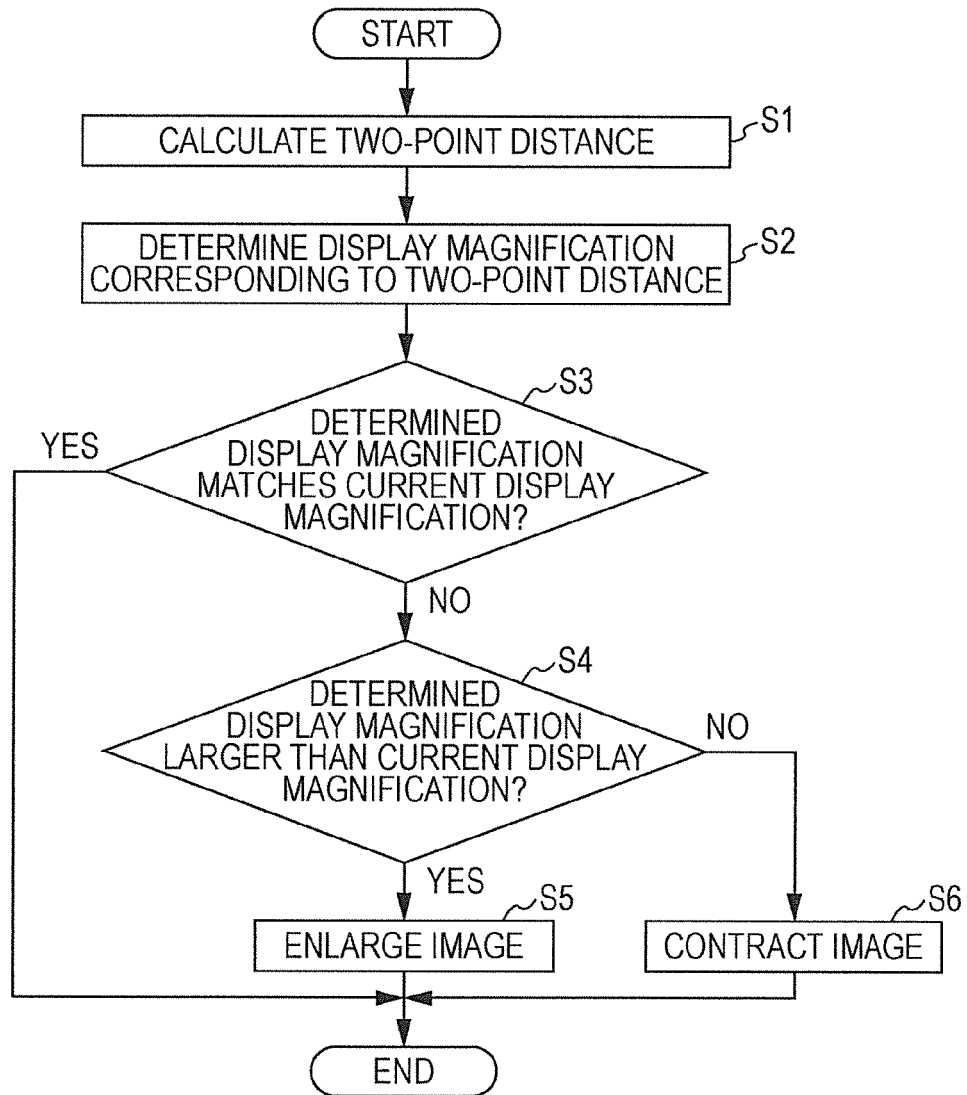 START
CALCULATE TWO-POINT DISTANCE
S1
DETERMINE DISPLAY MAGNIFICATION
CORRESPONDING TO TWO-POINT DISTANCE
S2
S3
DETERMINED
DISPLAY MAGNIFICATION
MATCHES CURRENT DISPLAY
MAGNIFICATION?
YES
NO
S4
DETERMINED
DISPLAY MAGNIFICATION
LARGER THAN CURRENT DISPLAY
MAGNIFICATION?
NO
YES
S5
ENLARGE IMAGE
S6
CONTRACT IMAGE
END